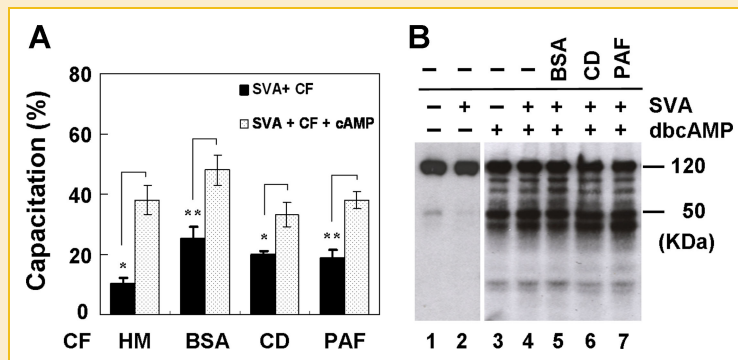 A
Capacitation (%)
80
60
40
20
0
SVA+ CF
SVA + CF + cAMP
*
**
*
**
CF HM BSA CD PAF
B
– – – – BSA CD PAF
– + – + + + + SVA
– – + + + + + dbcAMP
120
50
(KDa)
1 2 3 4 5 6 7